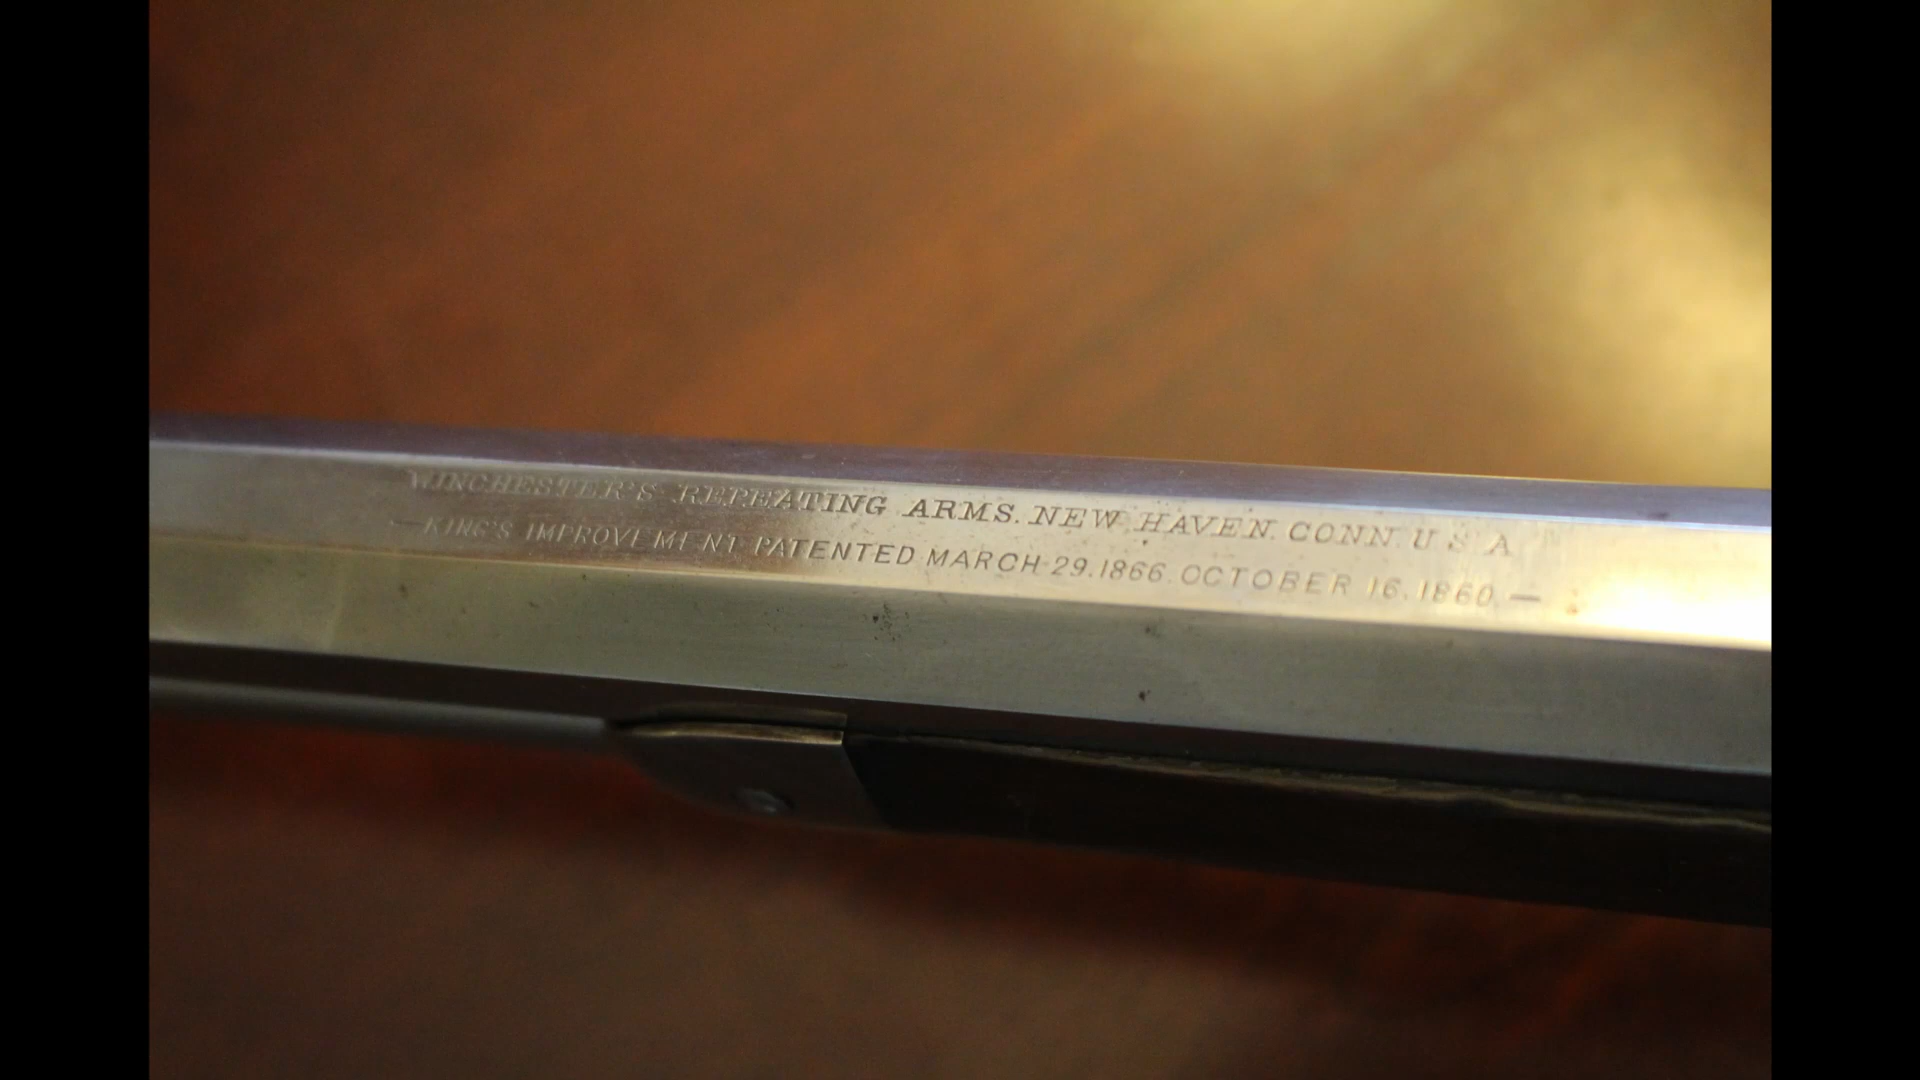 WINCHESTER'S REPEATING ARMS. NEW HAVEN. CONN. U S A
—KING'S IMPROVEMENT PATENTED MARCH 29. 1866. OCTOBER 16. 1860. —